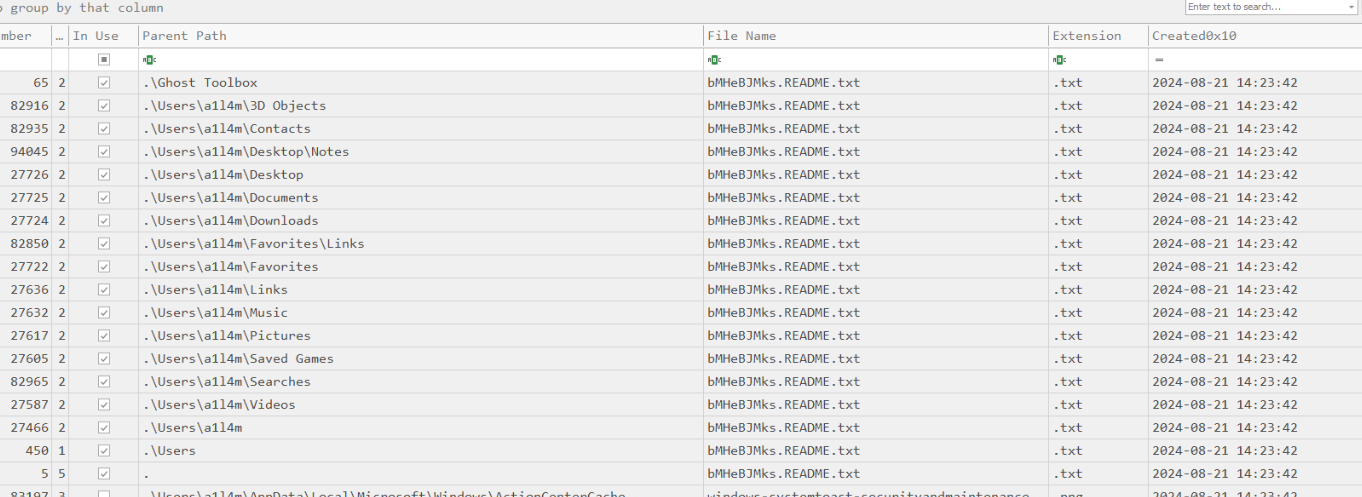 group by that column
Enter text to search...
mber ... In Use Parent Path File Name Extension Created0x10
=
65 2 .\Ghost Toolbox bMHeBJMks.README.txt .txt 2024-08-21 14:23:42
82916 2 .\Users\a1l4m\3D Objects bMHeBJMks.README.txt .txt 2024-08-21 14:23:42
82935 2 .\Users\a1l4m\Contacts bMHeBJMks.README.txt .txt 2024-08-21 14:23:42
94045 2 .\Users\a1l4m\Desktop\Notes bMHeBJMks.README.txt .txt 2024-08-21 14:23:42
27726 2 .\Users\a1l4m\Desktop bMHeBJMks.README.txt .txt 2024-08-21 14:23:42
27725 2 .\Users\a1l4m\Documents bMHeBJMks.README.txt .txt 2024-08-21 14:23:42
27724 2 .\Users\a1l4m\Downloads bMHeBJMks.README.txt .txt 2024-08-21 14:23:42
82850 2 .\Users\a1l4m\Favorites\Links bMHeBJMks.README.txt .txt 2024-08-21 14:23:42
27722 2 .\Users\a1l4m\Favorites bMHeBJMks.README.txt .txt 2024-08-21 14:23:42
27636 2 .\Users\a1l4m\Links bMHeBJMks.README.txt .txt 2024-08-21 14:23:42
27632 2 .\Users\a1l4m\Music bMHeBJMks.README.txt .txt 2024-08-21 14:23:42
27617 2 .\Users\a1l4m\Pictures bMHeBJMks.README.txt .txt 2024-08-21 14:23:42
27605 2 .\Users\a1l4m\Saved Games bMHeBJMks.README.txt .txt 2024-08-21 14:23:42
82965 2 .\Users\a1l4m\Searches bMHeBJMks.README.txt .txt 2024-08-21 14:23:42
27587 2 .\Users\a1l4m\Videos bMHeBJMks.README.txt .txt 2024-08-21 14:23:42
27466 2 .\Users\a1l4m bMHeBJMks.README.txt .txt 2024-08-21 14:23:42
450 1 .\Users bMHeBJMks.README.txt .txt 2024-08-21 14:23:42
5 5 . bMHeBJMks.README.txt .txt 2024-08-21 14:23:42
.\Users\a1l4m\AppData\Local\Microsoft\Windows\ActionCenterCache